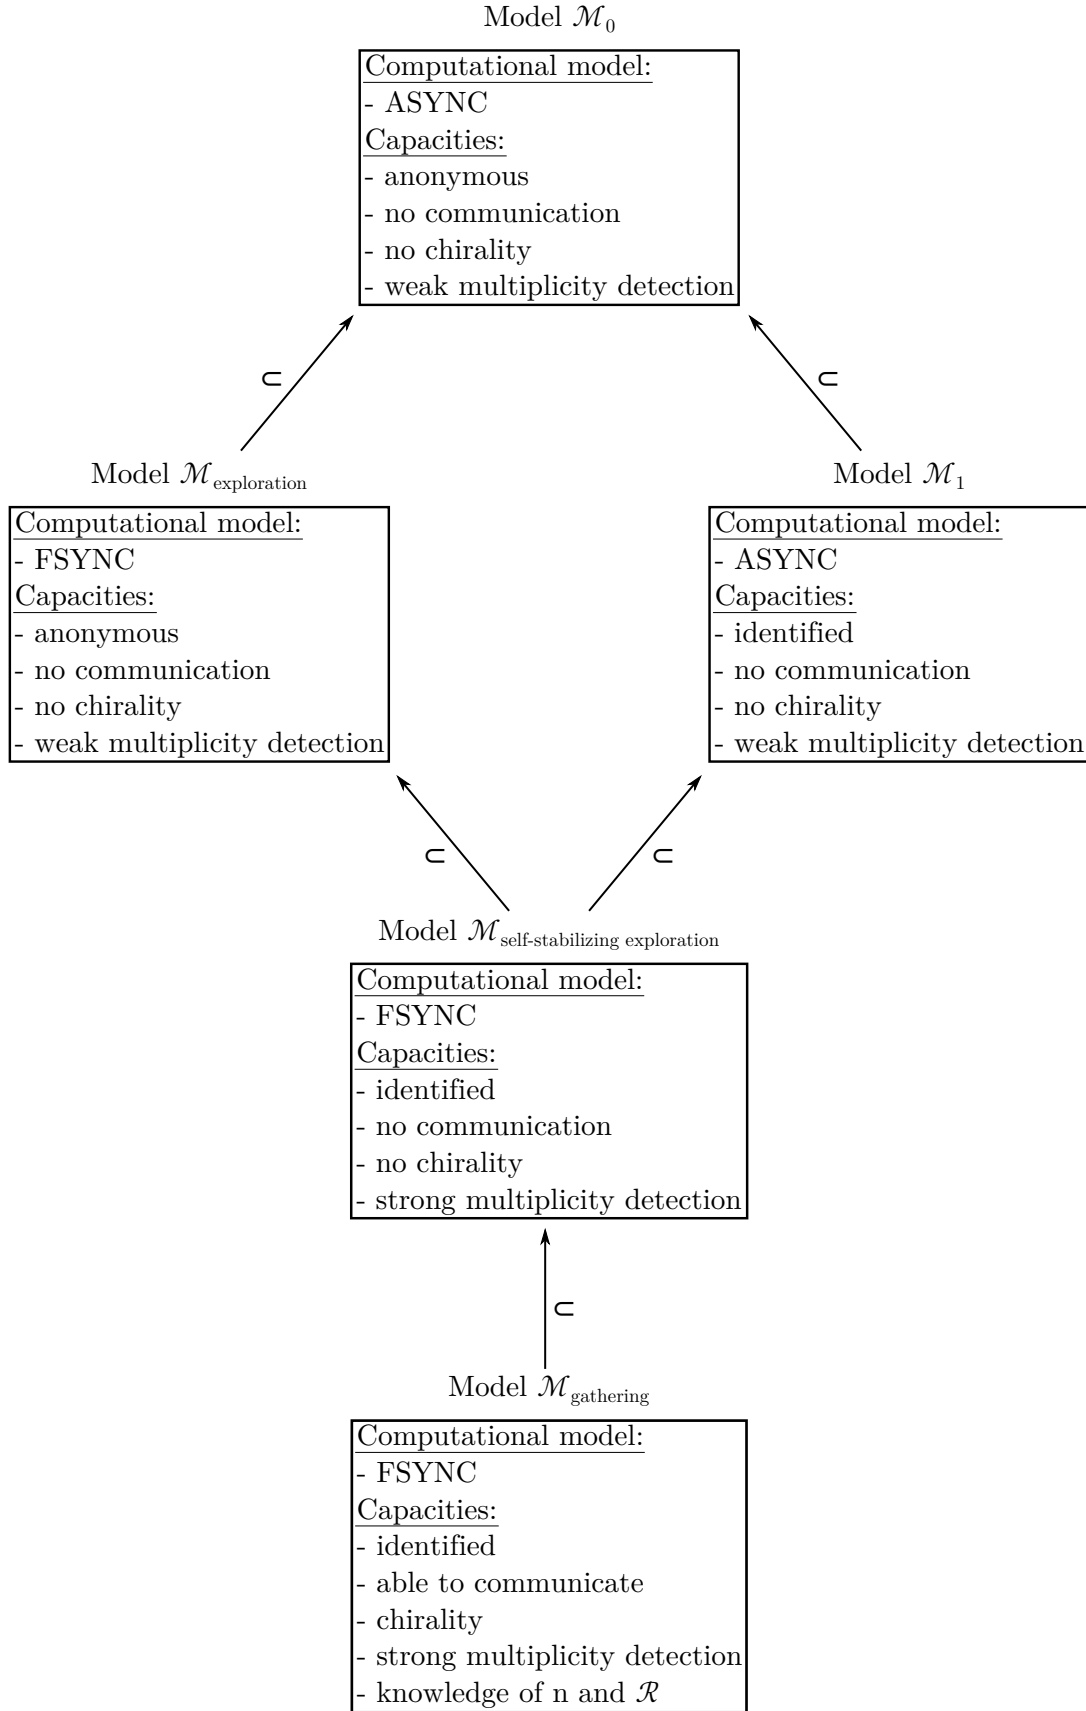 Model ℳ₀
Computational model:
- ASYNC
Capacities:
- anonymous
- no communication
- no chirality
- weak multiplicity detection
⊂
⊂
Model ℳ exploration
Computational model:
- FSYNC
Capacities:
- anonymous
- no communication
- no chirality
- weak multiplicity detection
Model ℳ₁
Computational model:
- ASYNC
Capacities:
- identified
- no communication
- no chirality
- weak multiplicity detection
⊂
⊂
Model ℳ self-stabilizing exploration
Computational model:
- FSYNC
Capacities:
- identified
- no communication
- no chirality
- strong multiplicity detection
⊂
Model ℳ gathering
Computational model:
- FSYNC
Capacities:
- identified
- able to communicate
- chirality
- strong multiplicity detection
- knowledge of n and ℛ